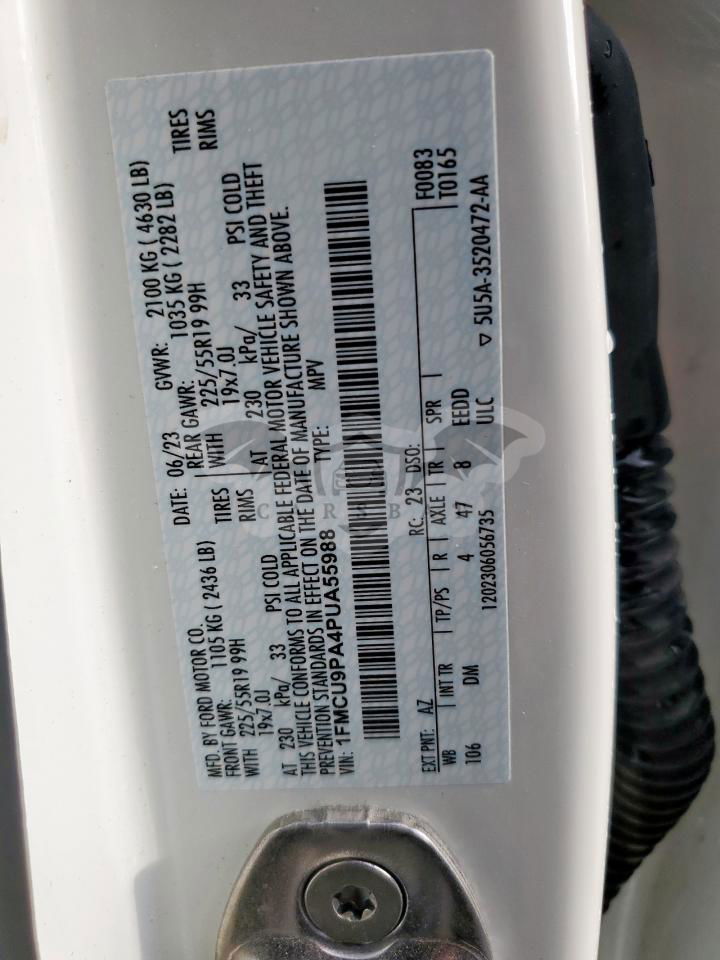 MFD. BY FORD MOTOR CO.
DATE: 06/23 GVWR: 2100 KG ( 4630 LB)
FRONT GAWR: 1105 KG ( 2436 LB) REAR GAWR: 1035 KG ( 2282 LB)
WITH 225/55R19 99H TIRES WITH 225/55R19 99H TIRES
19x7.0J RIMS 19x7.0J RIMS
AT 230 kPa/ 33 PSI COLD AT 230 kPa/ 33 PSI COLD
THIS VEHICLE CONFORMS TO ALL APPLICABLE FEDERAL MOTOR VEHICLE SAFETY AND THEFT
PREVENTION STANDARDS IN EFFECT ON THE DATE OF MANUFACTURE SHOWN ABOVE.
VIN: 1FMCU9PA4PUA55988 TYPE: MPV
F0083
EXT PNT: AZ RC: 23 DSO: T0165
WB INT TR TP/PS R AXLE TR SPR
106 DM 4 47 8 EEDD
1202306056735 ULC ▽ 5U5A-3520472-AA